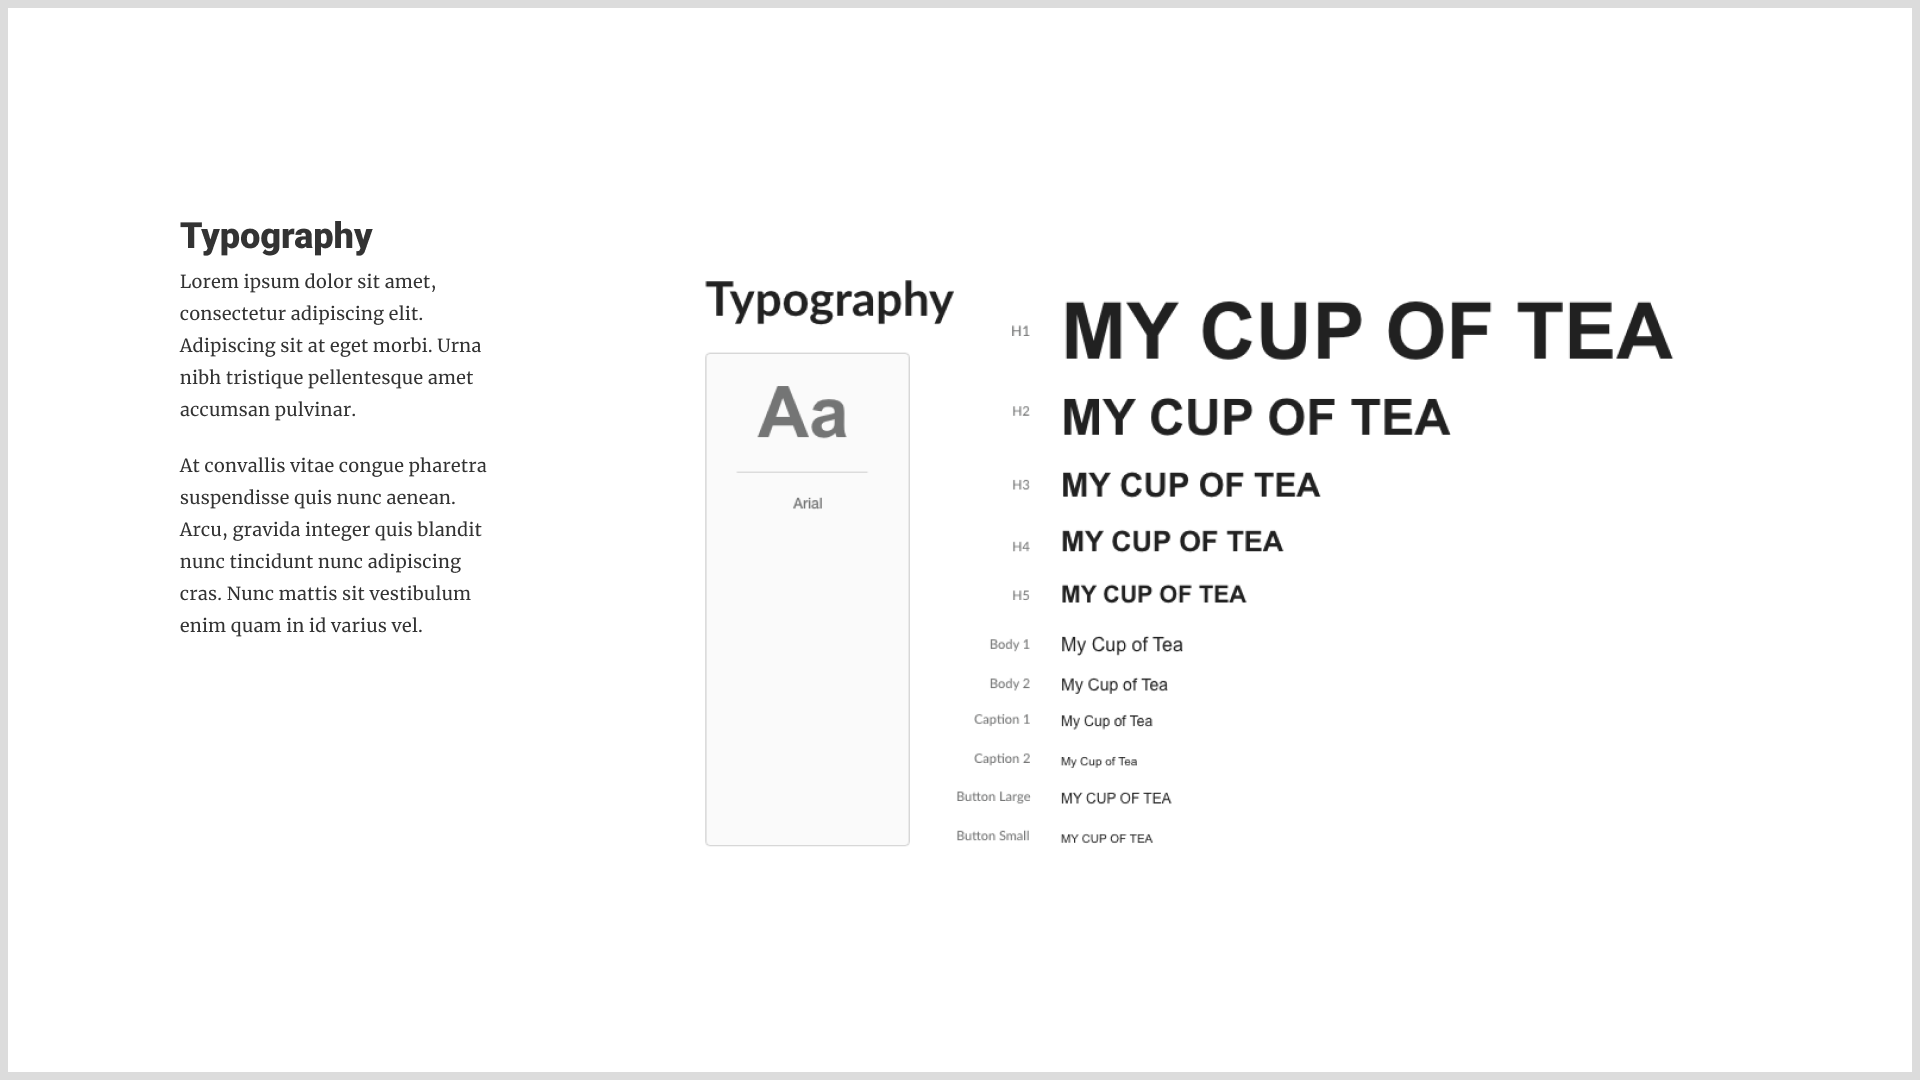 Typography
Lorem ipsum dolor sit amet,
consectetur adipiscing elit.
Adipiscing sit at eget morbi. Urna
nibh tristique pellentesque amet
accumsan pulvinar.
At convallis vitae congue pharetra
suspendisse quis nunc aenean.
Arcu, gravida integer quis blandit
nunc tincidunt nunc adipiscing
cras. Nunc mattis sit vestibulum
enim quam in id varius vel.
Typography
Aa
Arial
H1 MY CUP OF TEA
H2 MY CUP OF TEA
H3 MY CUP OF TEA
H4 MY CUP OF TEA
H5 MY CUP OF TEA
Body 1 My Cup of Tea
Body 2 My Cup of Tea
Caption 1 My Cup of Tea
Caption 2 My Cup of Tea
Button Large MY CUP OF TEA
Button Small MY CUP OF TEA